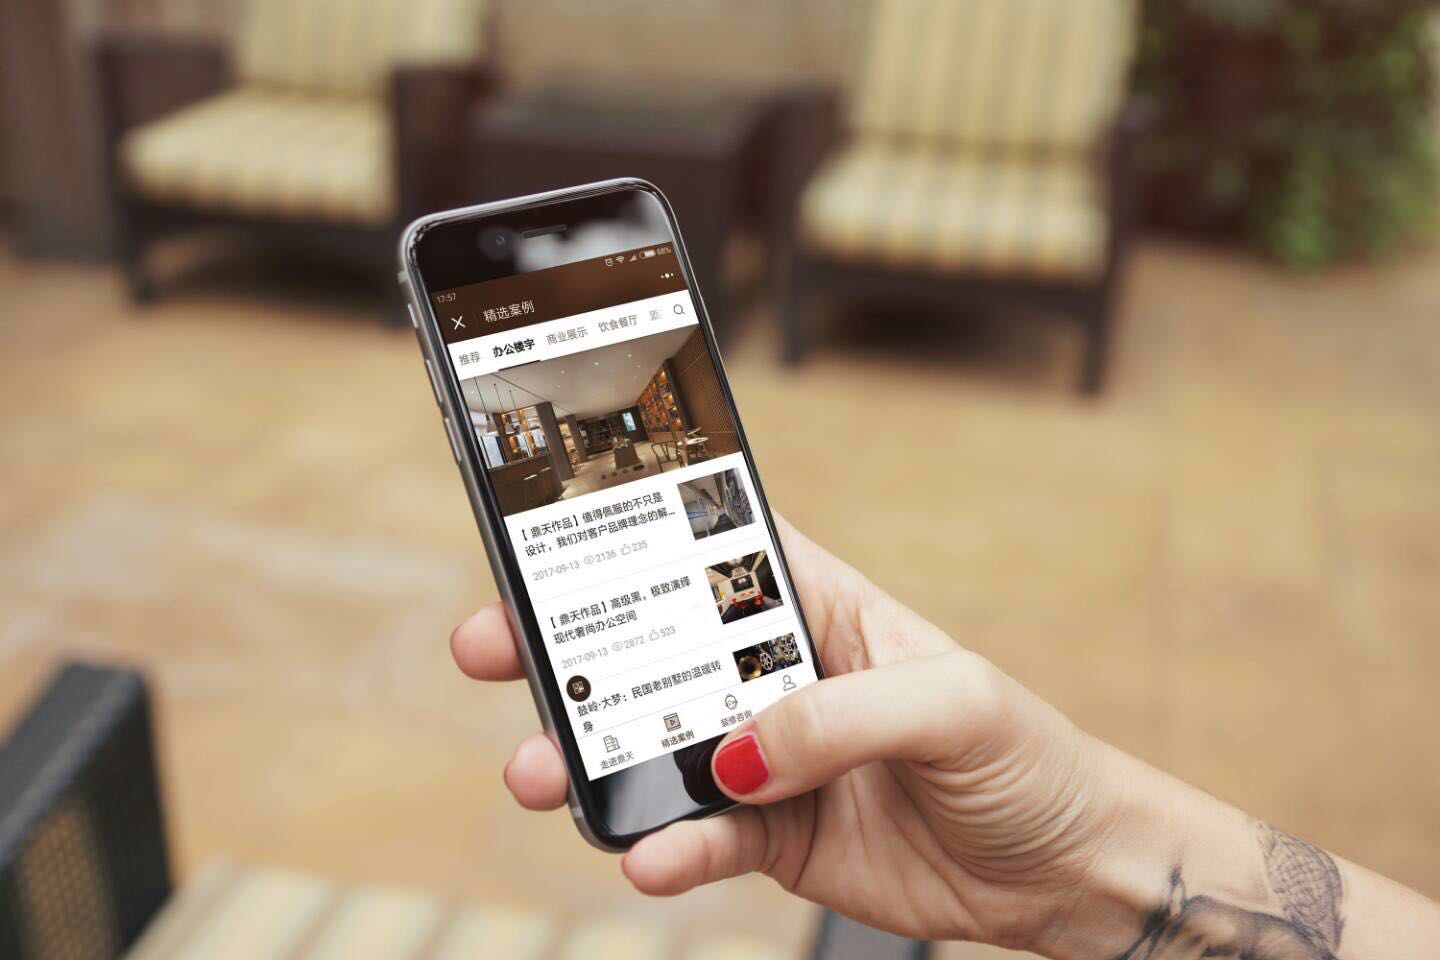 17:57
68%
精选案例
推荐 办公楼宇 商业展示 饮食餐厅 酒
【鼎天作品】值得佩服的不只是
设计，我们对客户品牌理念的解...
2017-09-13 2136 235
【鼎天作品】高级黑，极致演绎
现代奢尚办公空间
2017-09-13 2872 523
鼓岭·大梦：民国老别墅的温暖转
身
走进鼎天 精选案例 装修咨询